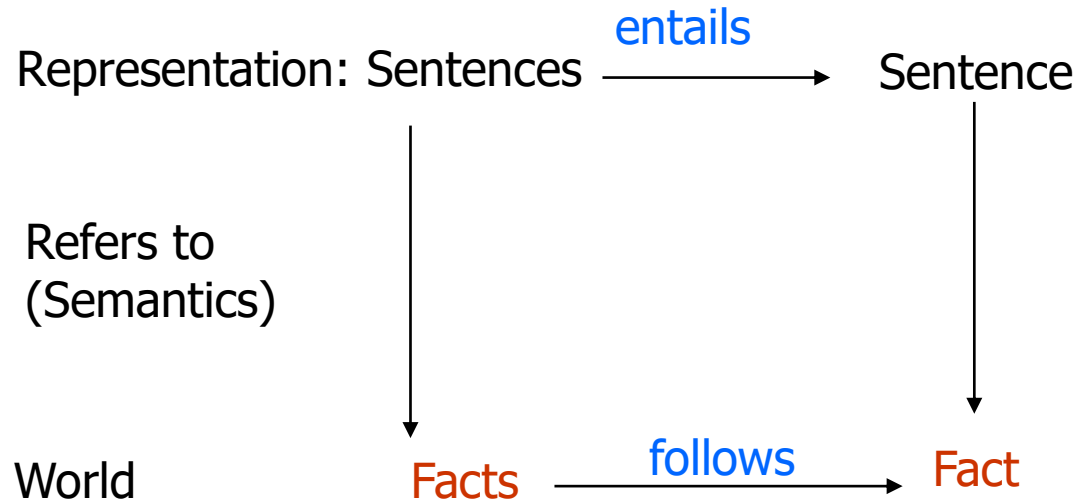 entails
Representation: Sentences Sentence
Refers to
(Semantics)
follows
World Facts Fact